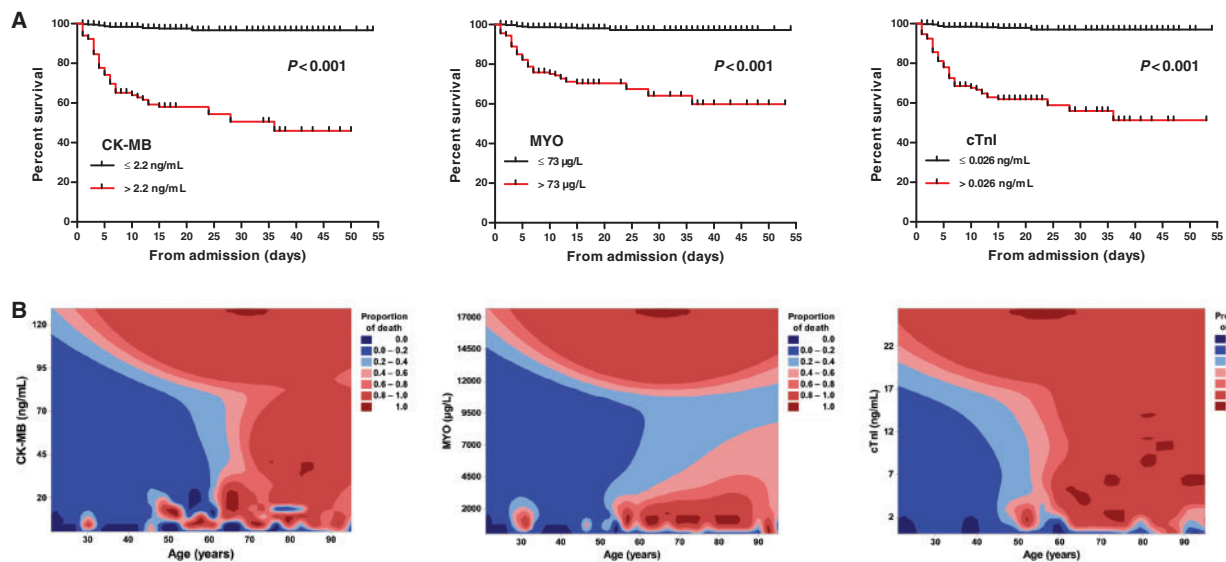 A
Percent survival
100
80
60
40
20
0
P<0.001
CK-MB
≤ 2.2 ng/mL
> 2.2 ng/mL
0 5 10 15 20 25 30 35 40 45 50 55
From admission (days)
Percent survival
100
80
60
40
20
0
P<0.001
MYO
≤ 73 µg/L
> 73 µg/L
0 5 10 15 20 25 30 35 40 45 50 55
From admission (days)
Percent survival
100
80
60
40
20
0
P<0.001
cTnI
≤ 0.026 ng/mL
> 0.026 ng/mL
0 5 10 15 20 25 30 35 40 45 50 55
From admission (days)
B
CK-MB (ng/mL)
120
95
70
45
20
30 40 50 60 70 80 90
Age (years)
Proportion
of death
0.0
0.0 – 0.2
0.2 – 0.4
0.4 – 0.6
0.6 – 0.8
0.8 – 1.0
1.0
MYO (µg/L)
17000
14500
12000
9500
7000
4500
2000
30 40 50 60 70 80 90
Age (years)
Proportion
of death
0.0
0.0 – 0.2
0.2 – 0.4
0.4 – 0.6
0.6 – 0.8
0.8 – 1.0
1.0
cTnI (ng/mL)
22
17
12
7
2
30 40 50 60 70 80 90
Age (years)
Pro
of d